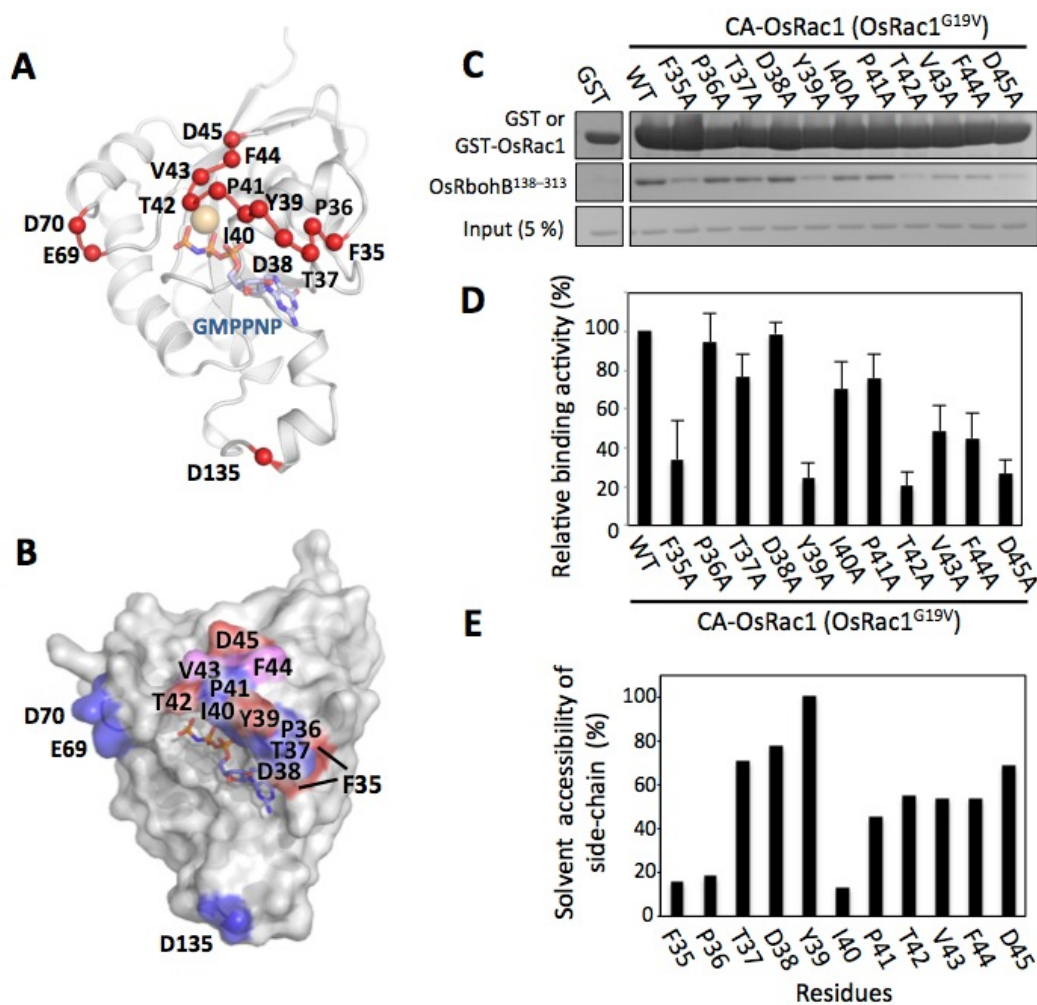 A
D45
F44
V43
P41
T42
Y39
P36
D70
I40
F35
E69
D38
T37
GMPPNP
D135
B
D45
V43
F44
P41
T42
I40
Y39
P36
D70
T37
E69
D38
F35
D135
C
CA-OsRac1 (OsRac1G19V)
GST
WT
F35A
P36A
T37A
D38A
Y39A
I40A
P41A
T42A
V43A
F44A
D45A
GST or
GST-OsRac1
OsRbohB138–313
Input (5 %)
D
Relative binding activity (%)
100
80
60
40
20
0
WT
F35A
P36A
T37A
D38A
Y39A
I40A
P41A
T42A
V43A
F44A
D45A
CA-OsRac1 (OsRac1G19V)
E
Solvent accessibility of
side-chain (%)
100
80
60
40
20
0
F35
P36
T37
D38
Y39
I40
P41
T42
V43
F44
D45
Residues